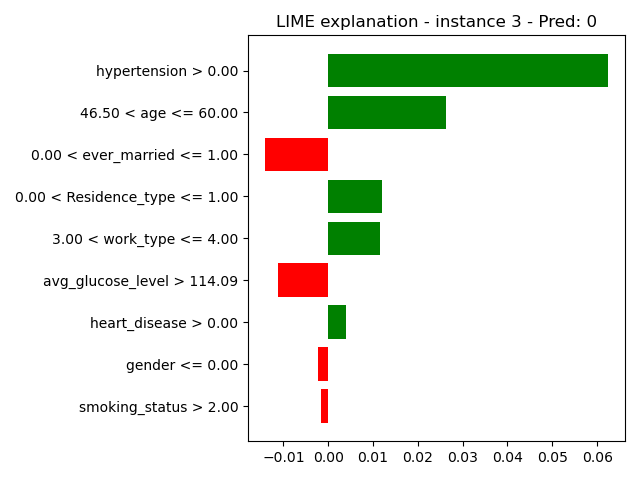 LIME explanation - instance 3 - Pred: 0
hypertension > 0.00
46.50 < age <= 60.00
0.00 < ever_married <= 1.00
0.00 < Residence_type <= 1.00
3.00 < work_type <= 4.00
avg_glucose_level > 114.09
heart_disease > 0.00
gender <= 0.00
smoking_status > 2.00
−0.01 0.00 0.01 0.02 0.03 0.04 0.05 0.06